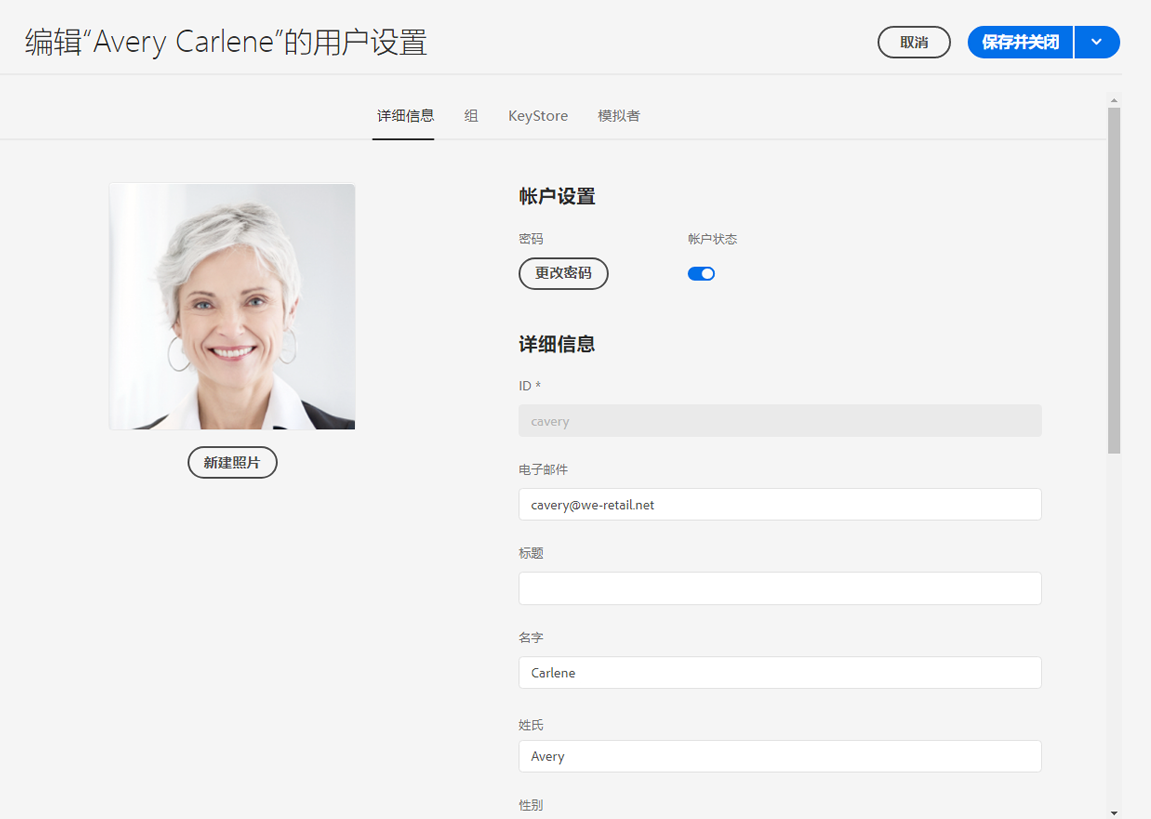 编辑“Avery Carlene”的用户设置
取消
保存并关闭
详细信息
组
KeyStore
模拟者
新建照片
帐户设置
密码
帐户状态
更改密码
详细信息
ID *
cavery
电子邮件
cavery@we-retail.net
标题
名字
Carlene
姓氏
Avery
性别